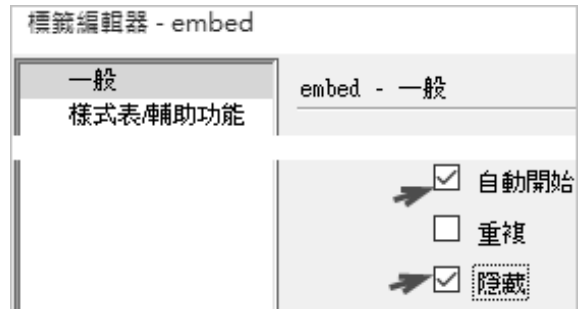 標籤編輯器 - embed
一般
樣式表/輔助功能
embed - 一般
自動開始
重複
隱藏